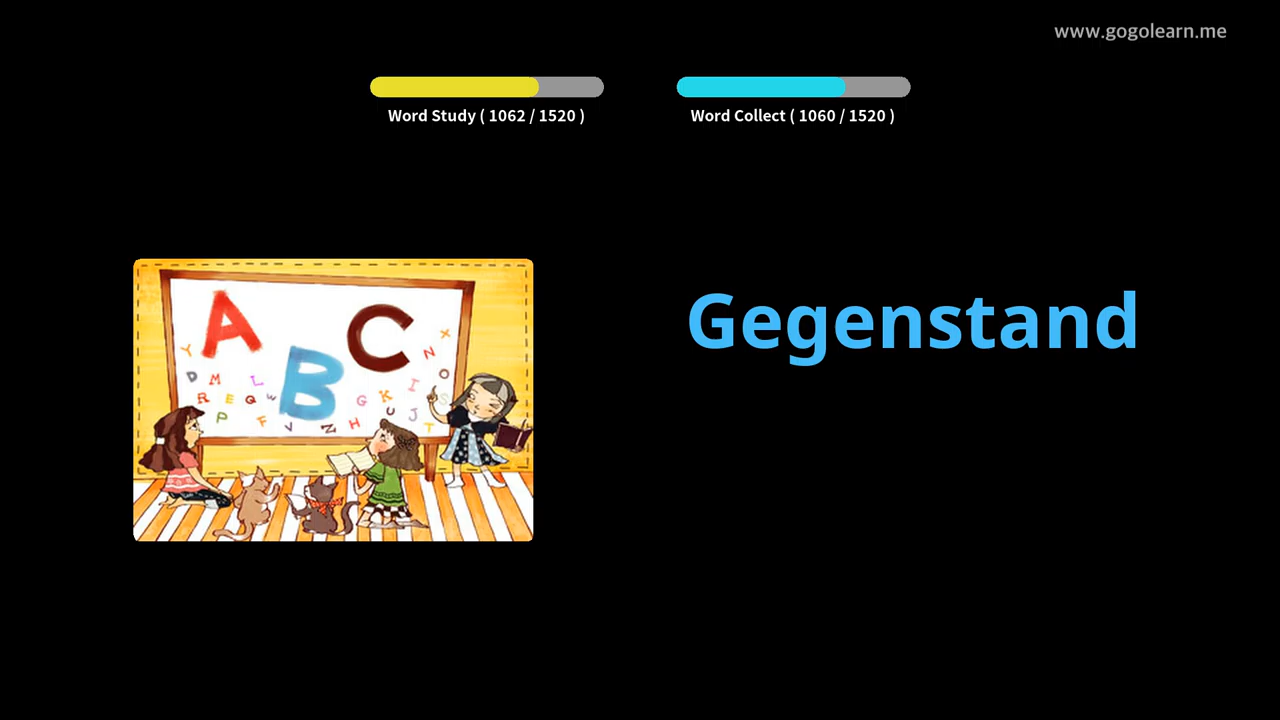 www.gogolearn.me
Word Study ( 1062 / 1520 )
Word Collect ( 1060 / 1520 )
Gegenstand
A
C
B
X
Y
N
D M L O
R E Q W G K I S
P F V Z H U J T